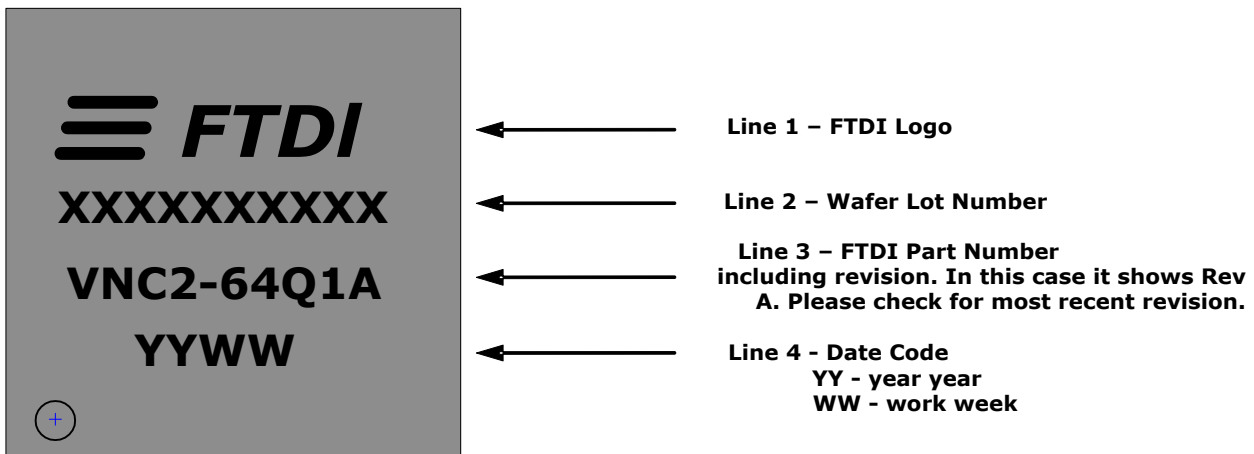 FTDI
XXXXXXXXXX
VNC2-64Q1A
YYWW
Line 1 – FTDI Logo
Line 2 – Wafer Lot Number
Line 3 – FTDI Part Number
including revision. In this case it shows Rev
A. Please check for most recent revision.
Line 4 - Date Code
YY - year year
WW - work week